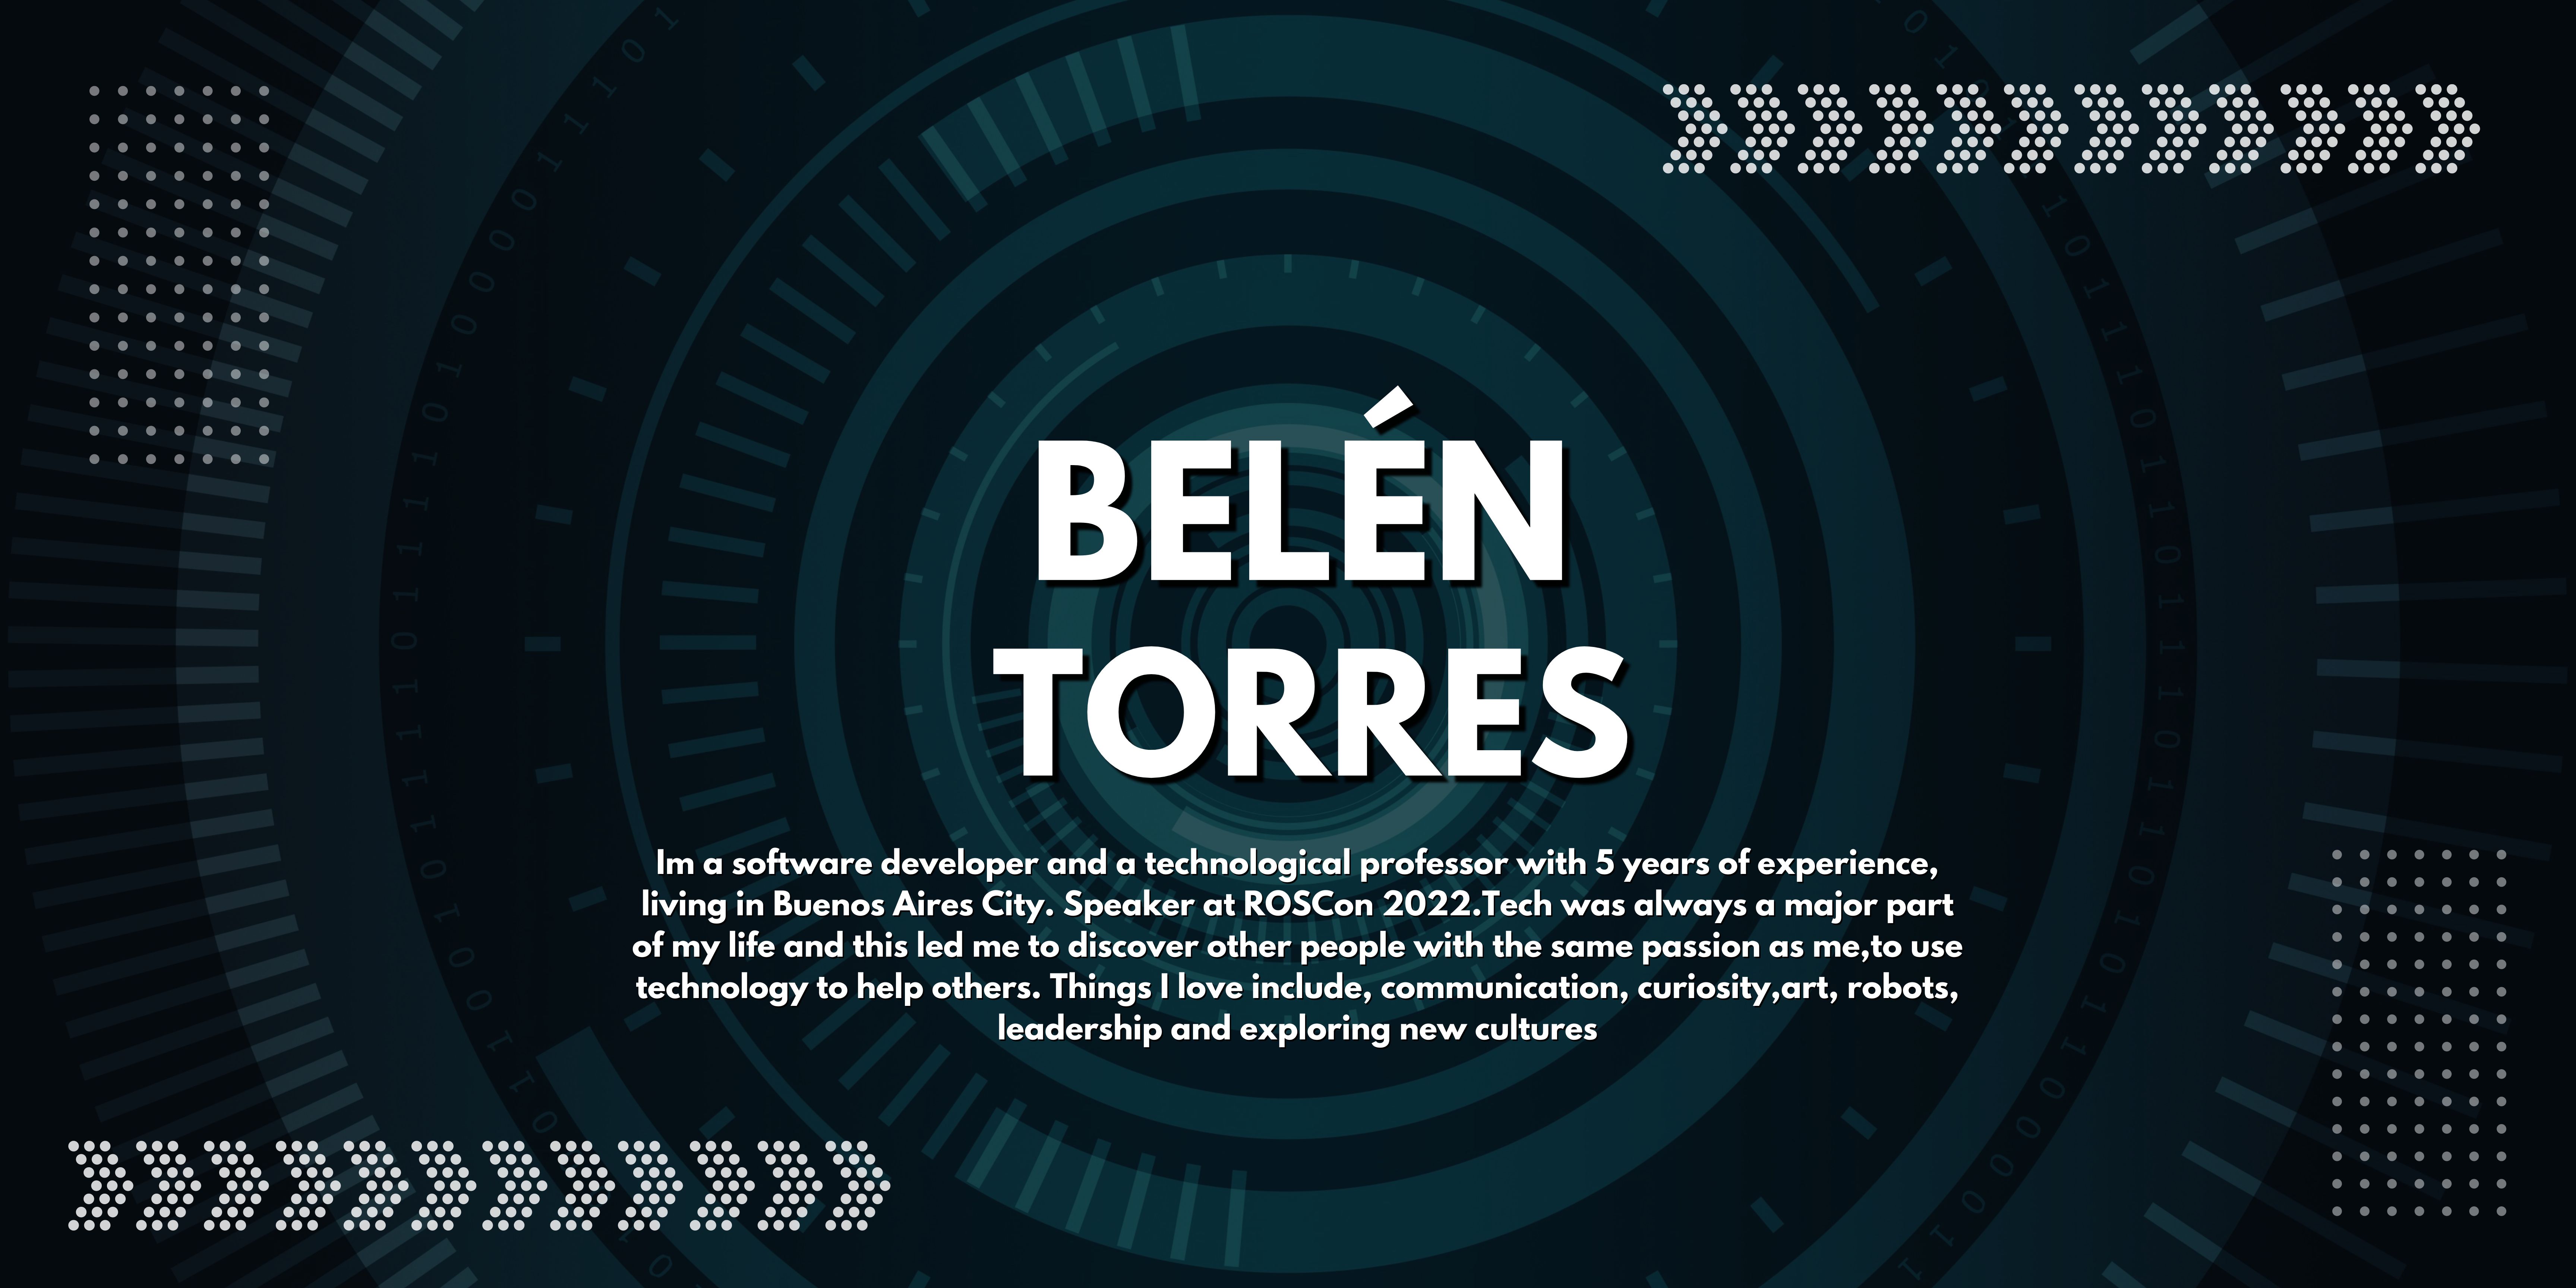 BELÉN
TORRES
Im a software developer and a technological professor with 5 years of experience,
living in Buenos Aires City. Speaker at ROSCon 2022.Tech was always a major part
of my life and this led me to discover other people with the same passion as me,to use
technology to help others. Things I love include, communication, curiosity,art, robots,
leadership and exploring new cultures